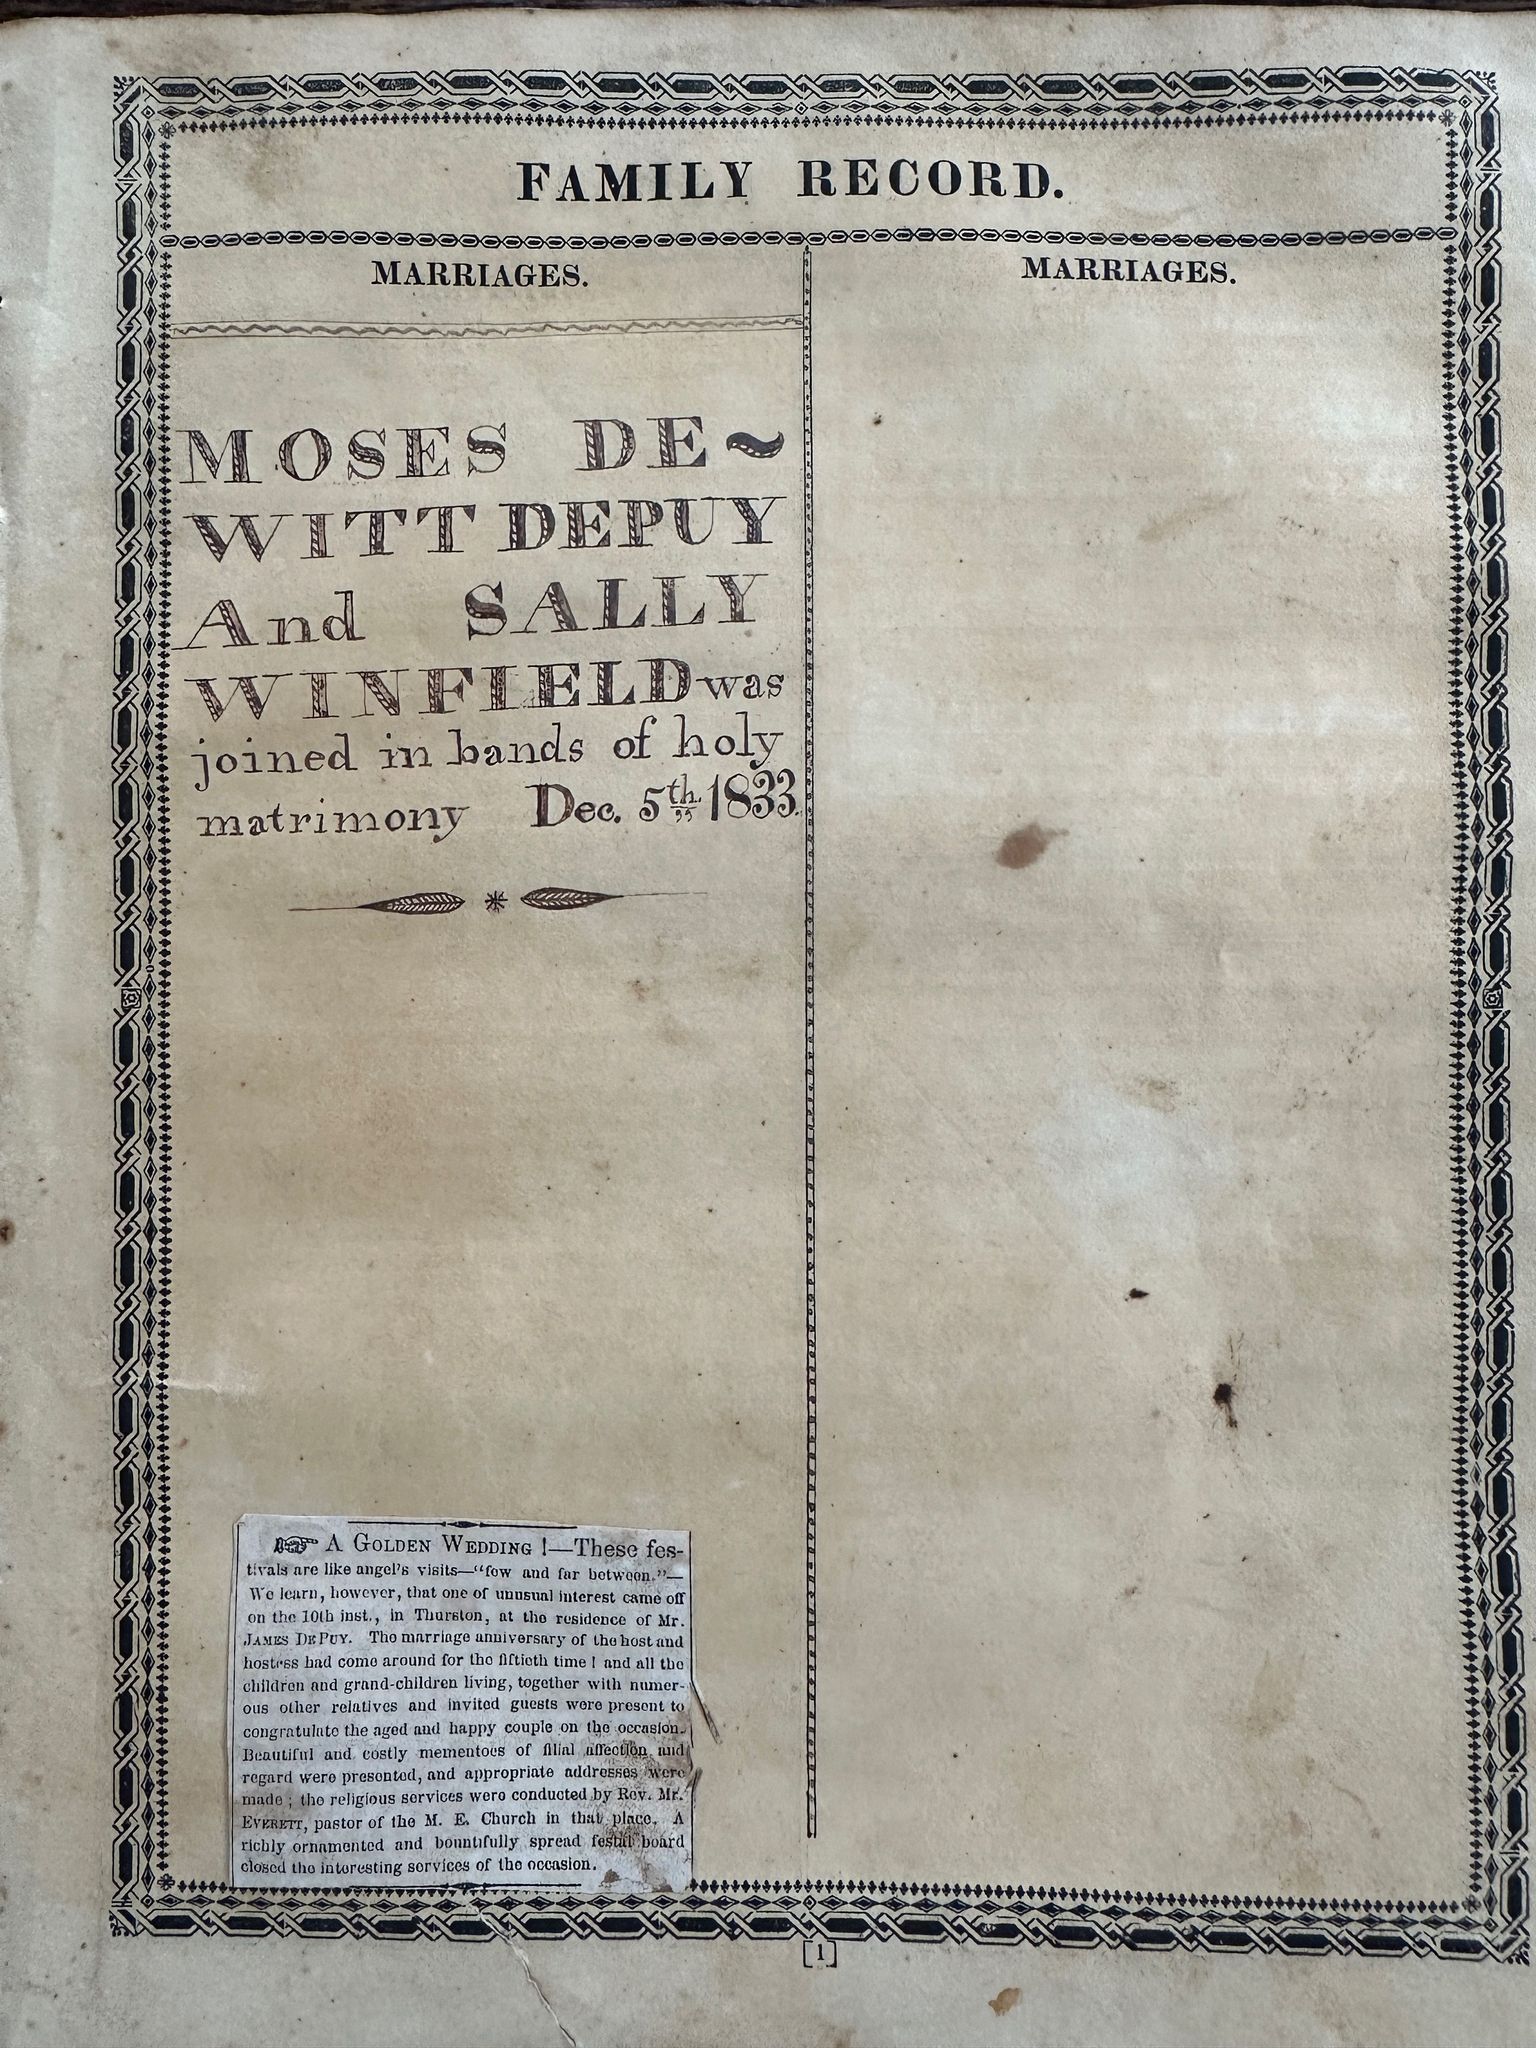 FAMILY RECORD.
MARRIAGES.
MOSES DE~
WITT DEPUY
And SALLY
WINFIELD was
joined in bands of holy
matrimony Dec. 5th 1833.
☞ A GOLDEN WEDDING !—These fes-
tivals are like angel's visits—"few and far between."—
We learn, however, that one of unusual interest came off
on the 10th inst., in Thurston, at the residence of Mr.
JAMES DEPUY. The marriage anniversary of the host and
hostess had come around for the fiftieth time ! and all the
children and grand-children living, together with numer-
ous other relatives and invited guests were present to
congratulate the aged and happy couple on the occasion.
Beautiful and costly mementoes of filial affection and
regard were presented, and appropriate addresses were
made ; the religious services were conducted by Rev. Mr.
EVERETT, pastor of the M. E. Church in that place. A
richly ornamented and bountifully spread festal board
closed the interesting services of the occasion.
MARRIAGES.
[1]